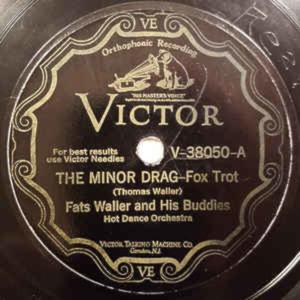 VE
Orthophonic Recording
"HIS MASTER'S VOICE"
VICTOR
For best results
use Victor Needles
V-38050-A
THE MINOR DRAG-Fox Trot
(Thomas Waller)
Fats Waller and His Buddies
Hot Dance Orchestra
VICTOR TALKING MACHINE CO.
Camden, N.J.
VE